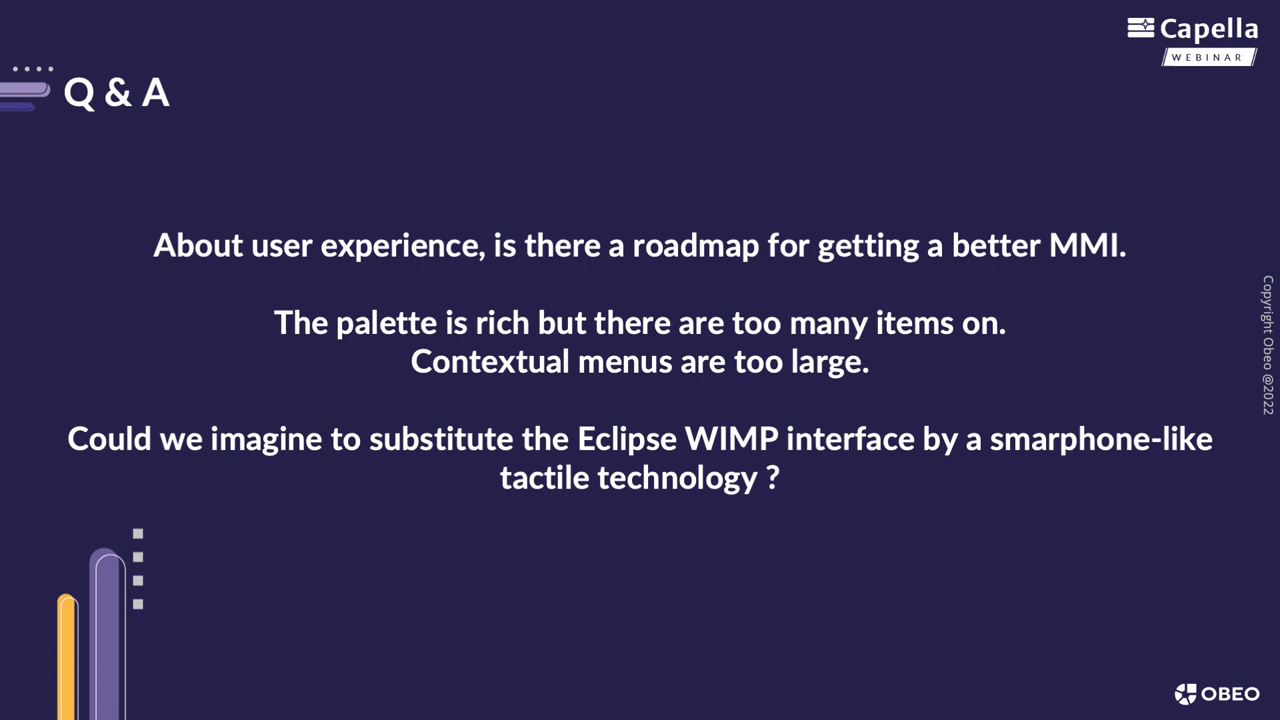 Capella
WEBINAR
Q & A
About user experience, is there a roadmap for getting a better MMI.
The palette is rich but there are too many items on.
Contextual menus are too large.
Could we imagine to substitute the Eclipse WIMP interface by a smarphone-like
tactile technology ?
Copyright Obeo @2022
OBEO